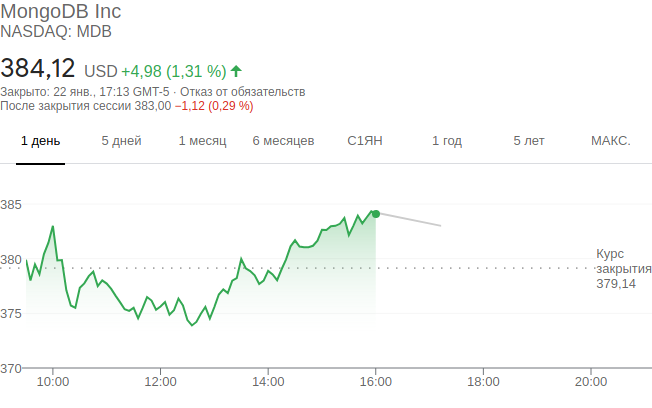 MongoDB Inc
NASDAQ: MDB
384,12 USD +4,98 (1,31 %)
Закрыто: 22 янв., 17:13 GMT-5 · Отказ от обязательств
После закрытия сессии 383,00 −1,12 (0,29 %)
1 день 5 дней 1 месяц 6 месяцев С1ЯН 1 год 5 лет МАКС.
385
380
375
370
Курс
закрытия
379,14
10:00 12:00 14:00 16:00 18:00 20:00